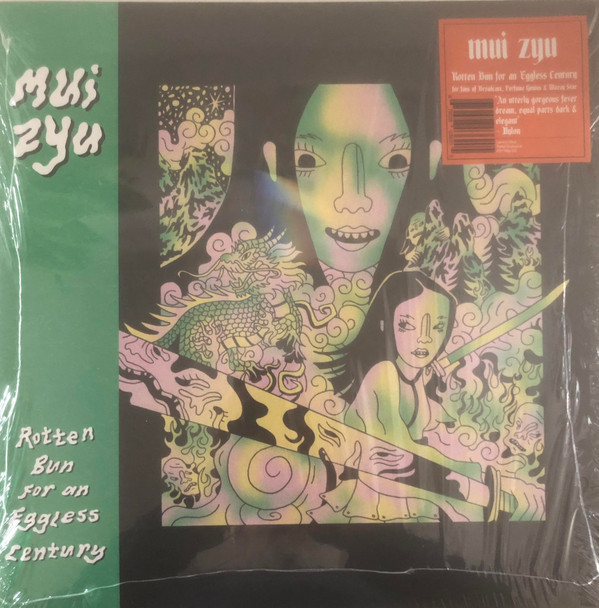 mui
zyu
mui zyu
Rotten Bun for an Eggless Century
for fans of Broadcast, Perfume Genius & Mazzy Star
"An utterly gorgeous fever
dream, equal parts dark &
elegant"
- Nylon
Rotten
Bun
for an
Eggless
Century